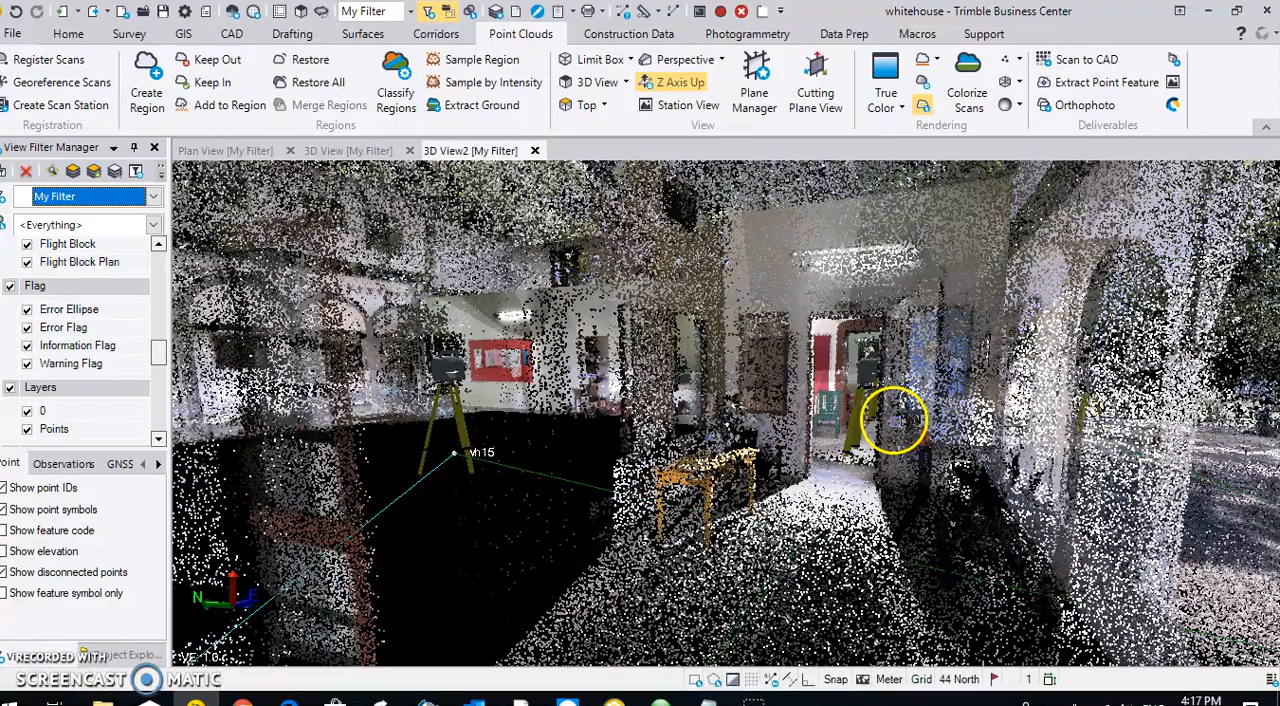 My Filter
whitehouse - Trimble Business Center
File Home Survey GIS CAD Drafting Surfaces Corridors Point Clouds Construction Data Photogrammetry Data Prep Macros Support
Register Scans
Georeference Scans
Create Scan Station
Registration
Create Region
Keep Out
Keep In
Add to Region
Restore
Restore All
Merge Regions
Classify Regions
Sample Region
Sample by Intensity
Extract Ground
Regions
Limit Box
3D View
Top
Perspective
Z Axis Up
Station View
Plane Manager
Cutting Plane View
View
True Color
Colorize Scans
Rendering
Scan to CAD
Extract Point Feature
Orthophoto
Deliverables
View Filter Manager
Plan View [My Filter]
3D View [My Filter]
3D View2 [My Filter]
My Filter
<Everything>
Flight Block
Flight Block Plan
Flag
Error Ellipse
Error Flag
Information Flag
Warning Flag
Layers
0
Points
Point Observations GNSS
Show point IDs
Show point symbols
Show feature code
Show elevation
Show disconnected points
Show feature symbol only
vh15
N
E
RECORDED WITH
SCREENCAST MATIC
Snap
Meter
Grid
44 North
1
4:17 PM